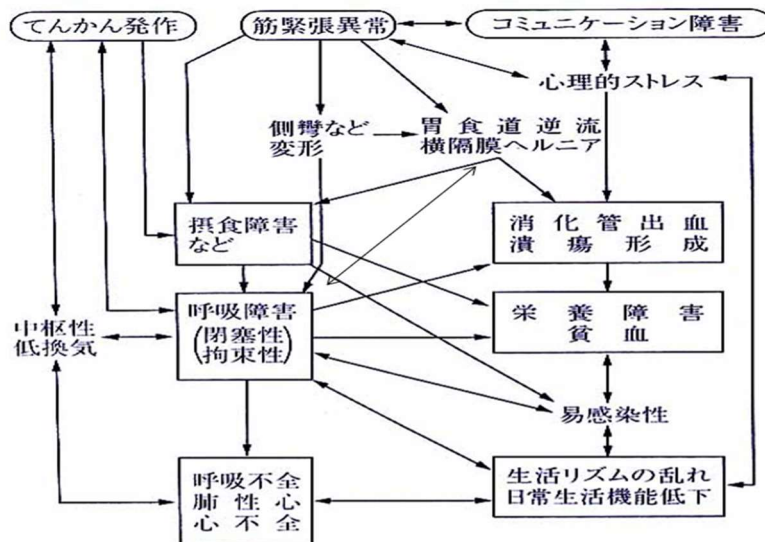 てんかん発作
筋緊張異常
コミュニケーション障害
心理的ストレス
側彎など
変形
胃食道逆流
横隔膜ヘルニア
摂食障害
など
消化管出血
潰瘍形成
呼吸障害
(閉塞性)
(拘束性)
栄養障害
貧血
中枢性
低換気
易感染性
呼吸不全
肺性心
心不全
生活リズムの乱れ
日常生活機能低下